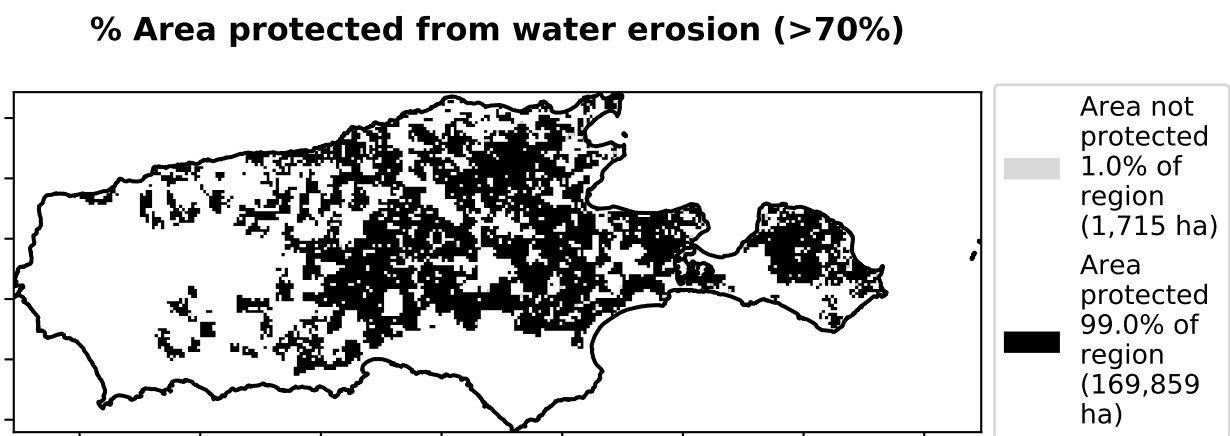 % Area protected from water erosion (>70%)
Area not
protected
1.0% of
region
(1,715 ha)
Area
protected
99.0% of
region
(169,859
ha)